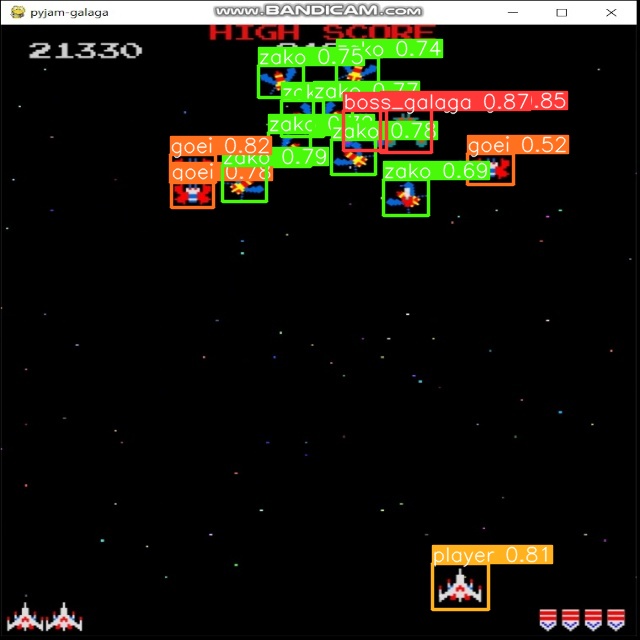 pyjam-galaga
WWW.BANDICAM.COM
HIGH SCORE
21330
zako 0.75
zako 0.74
zako 0.77
boss_galaga 0.87
.85
zako
zako 0.78
goei 0.82
goei 0.52
zako 0.79
goei 0.78
zako 0.69
player 0.81